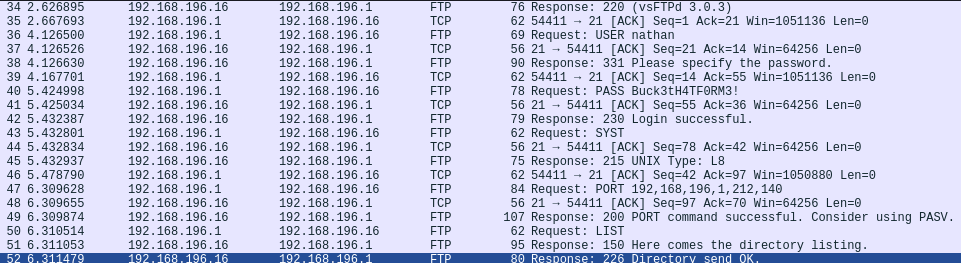 34 2.626895 192.168.196.16 192.168.196.1 FTP 76 Response: 220 (vsFTPd 3.0.3)
35 2.667693 192.168.196.1 192.168.196.16 TCP 62 54411 → 21 [ACK] Seq=1 Ack=21 Win=1051136 Len=0
36 4.126500 192.168.196.1 192.168.196.16 FTP 69 Request: USER nathan
37 4.126526 192.168.196.16 192.168.196.1 TCP 56 21 → 54411 [ACK] Seq=21 Ack=14 Win=64256 Len=0
38 4.126630 192.168.196.16 192.168.196.1 FTP 90 Response: 331 Please specify the password.
39 4.167701 192.168.196.1 192.168.196.16 TCP 62 54411 → 21 [ACK] Seq=14 Ack=55 Win=1051136 Len=0
40 5.424998 192.168.196.1 192.168.196.16 FTP 78 Request: PASS Buck3tH4TF0RM3!
41 5.425034 192.168.196.16 192.168.196.1 TCP 56 21 → 54411 [ACK] Seq=55 Ack=36 Win=64256 Len=0
42 5.432387 192.168.196.16 192.168.196.1 FTP 79 Response: 230 Login successful.
43 5.432801 192.168.196.1 192.168.196.16 FTP 62 Request: SYST
44 5.432834 192.168.196.16 192.168.196.1 TCP 56 21 → 54411 [ACK] Seq=78 Ack=42 Win=64256 Len=0
45 5.432937 192.168.196.16 192.168.196.1 FTP 75 Response: 215 UNIX Type: L8
46 5.478790 192.168.196.1 192.168.196.16 TCP 62 54411 → 21 [ACK] Seq=42 Ack=97 Win=1050880 Len=0
47 6.309628 192.168.196.1 192.168.196.16 FTP 84 Request: PORT 192,168,196,1,212,140
48 6.309655 192.168.196.16 192.168.196.1 TCP 56 21 → 54411 [ACK] Seq=97 Ack=70 Win=64256 Len=0
49 6.309874 192.168.196.16 192.168.196.1 FTP 107 Response: 200 PORT command successful. Consider using PASV.
50 6.310514 192.168.196.1 192.168.196.16 FTP 62 Request: LIST
51 6.311053 192.168.196.16 192.168.196.1 FTP 95 Response: 150 Here comes the directory listing.
52 6.311479 192.168.196.16 192.168.196.1 FTP 80 Response: 226 Directory send OK.